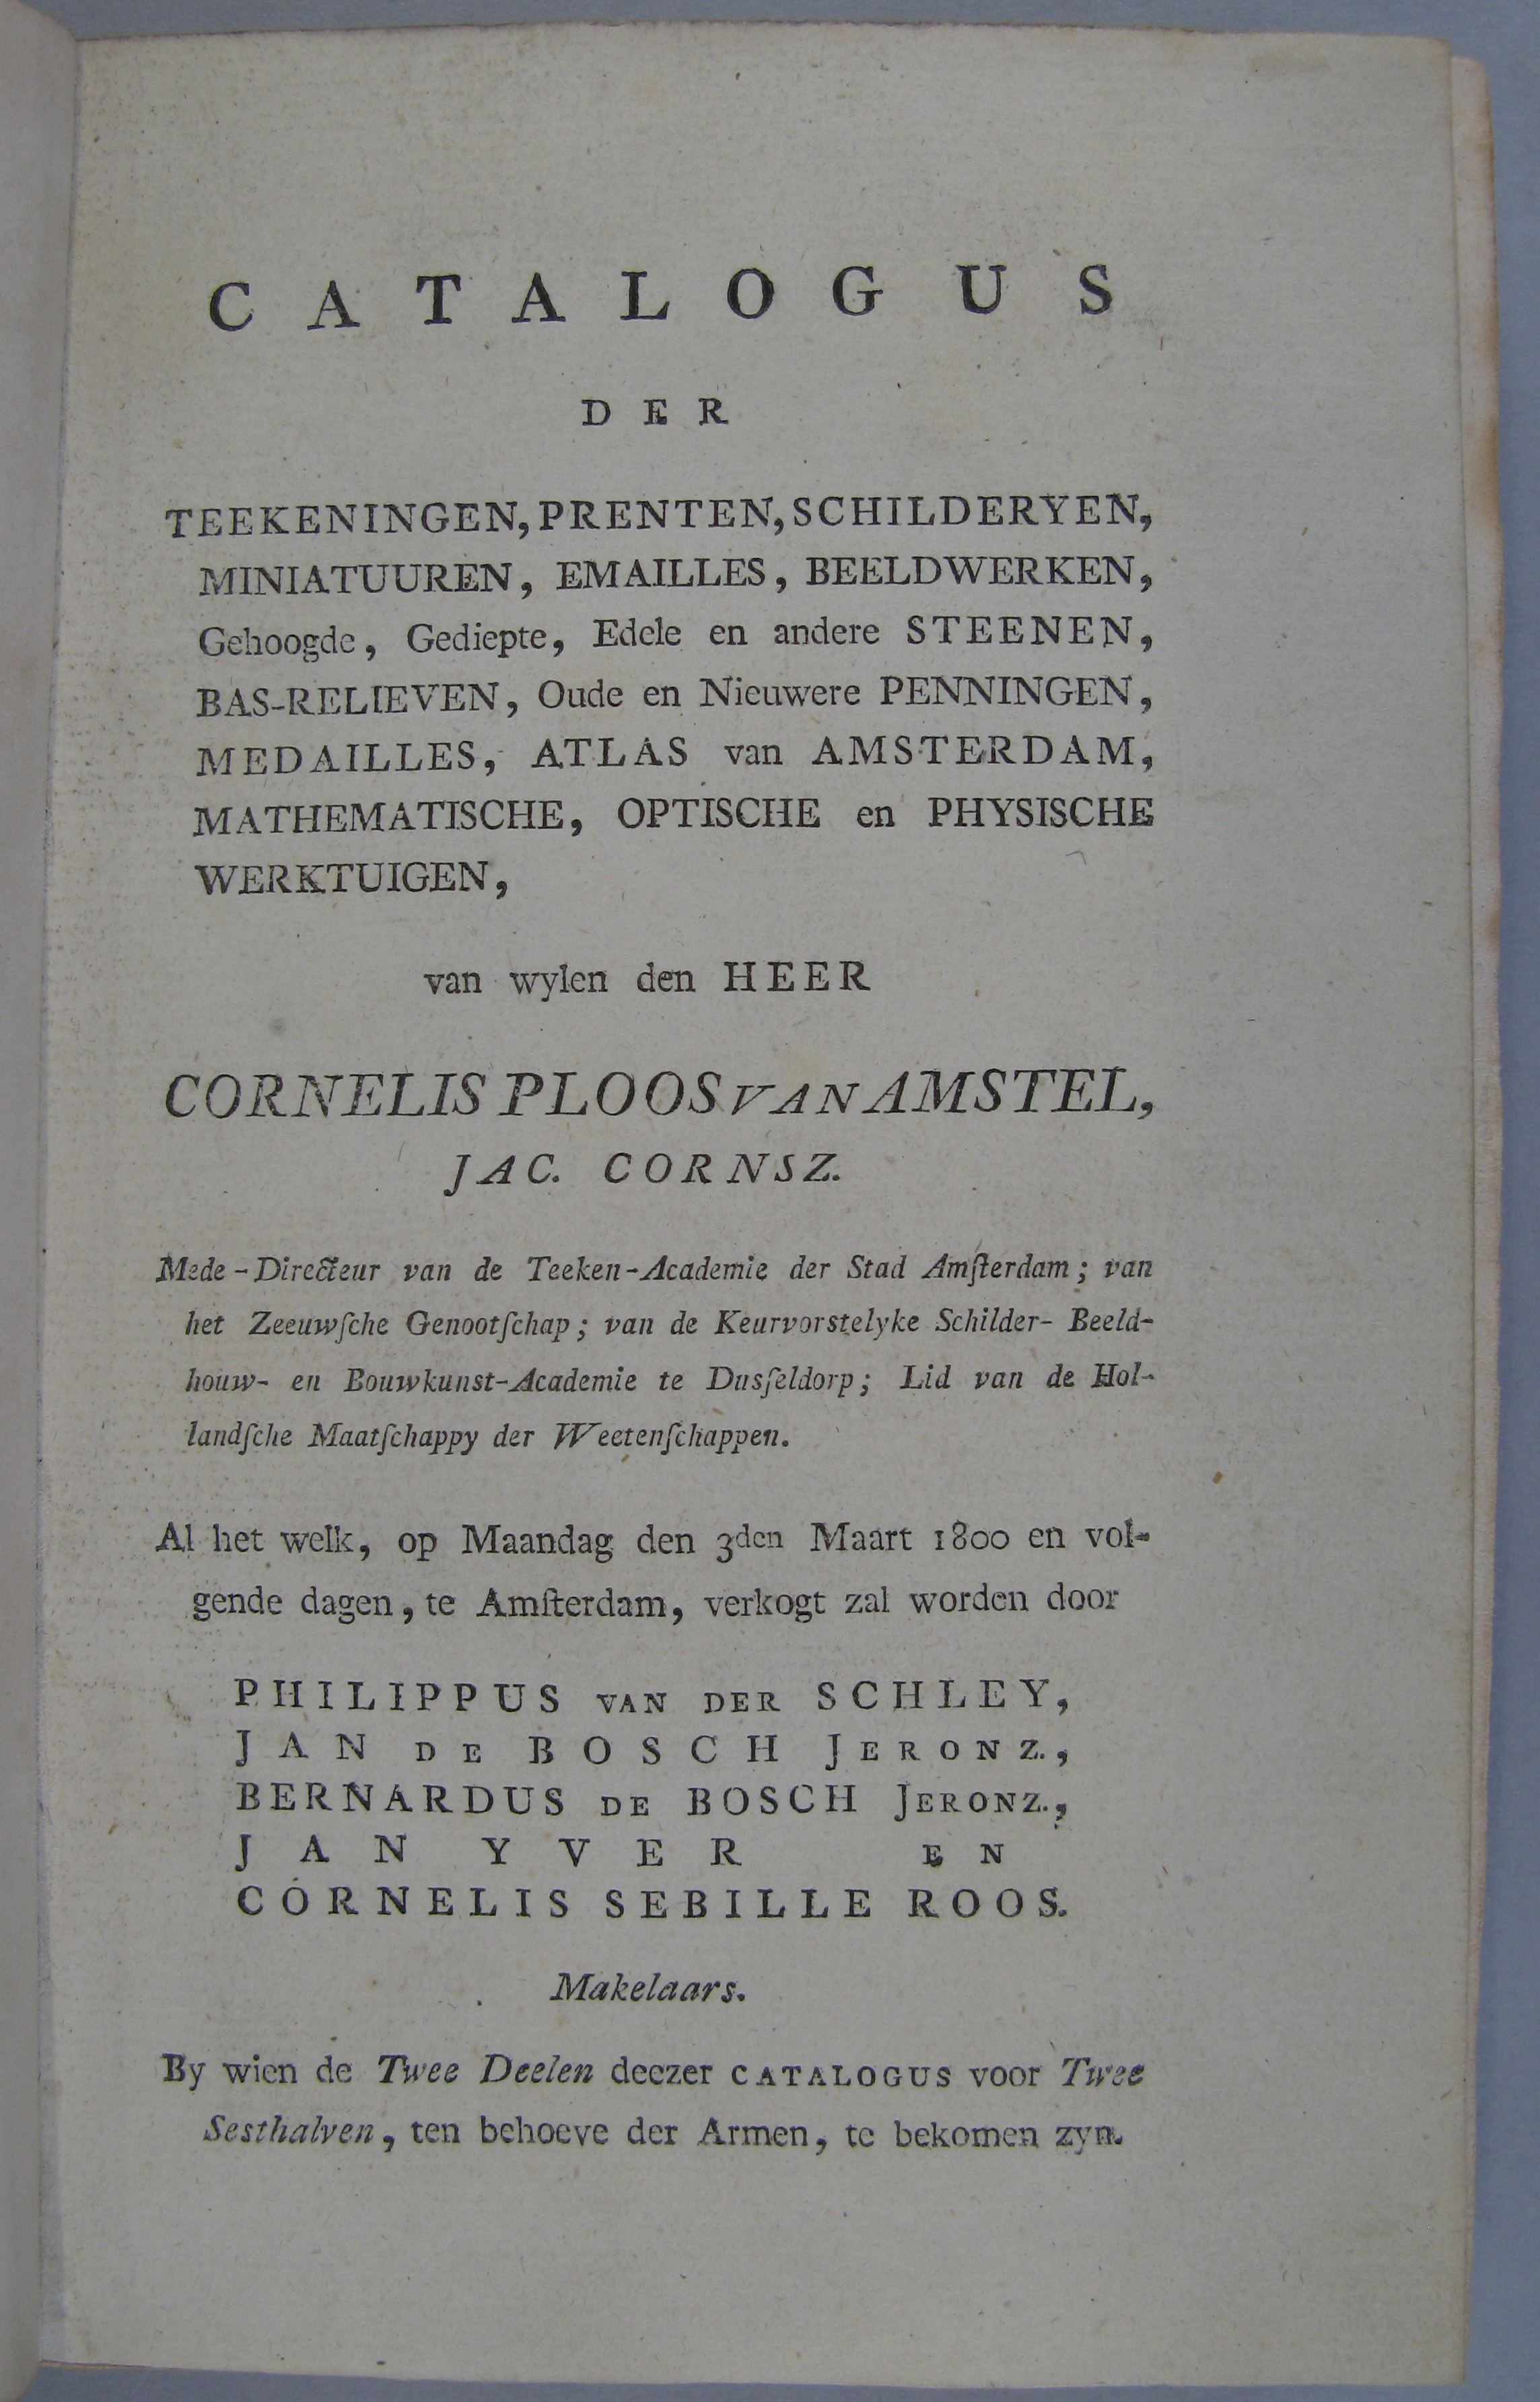 CATALOGUS
DER
TEEKENINGEN, PRENTEN, SCHILDERYEN,
MINIATUUREN, EMAILLES, BEELDWERKEN,
Gehoogde, Gediepte, Edele en andere STEENEN,
BAS-RELIEVEN, Oude en Nieuwere PENNINGEN,
MEDAILLES, ATLAS van AMSTERDAM,
MATHEMATISCHE, OPTISCHE en PHYSISCHE
WERKTUIGEN,
van wylen den HEER
CORNELIS PLOOS VAN AMSTEL,
JAC. CORNSZ.
Mede-Directeur van de Teeken-Academie der Stad Amſterdam; van
het Zeeuwſche Genootſchap; van de Keurvorstelyke Schilder- Beeld-
houw- en Bouwkunst-Academie te Dusſeldorp; Lid van de Hol-
landſche Maatſchappy der Weetenſchappen.
Al het welk, op Maandag den 3den Maart 1800 en vol-
gende dagen, te Amſterdam, verkogt zal worden door
PHILIPPUS VAN DER SCHLEY,
JAN DE BOSCH JERONZ.,
BERNARDUS DE BOSCH JERONZ.,
JAN YVER EN
CORNELIS SEBILLE ROOS.
Makelaars.
By wien de Twee Deelen deezer CATALOGUS voor Twee
Sesthalven, ten behoeve der Armen, te bekomen zyn.